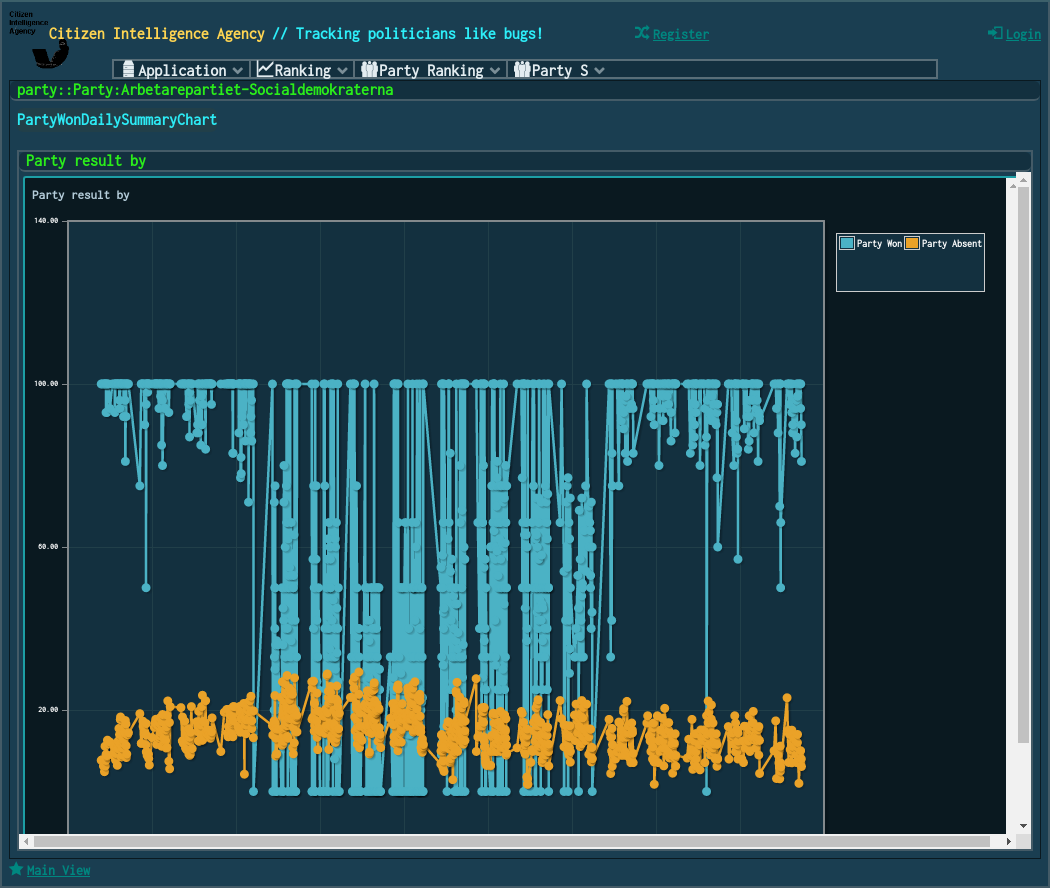 Citizen
Intelligence
Agency
Citizen Intelligence Agency // Tracking politicians like bugs!
Register
Login
Application
Ranking
Party Ranking
Party S
party::Party:Arbetarepartiet-Socialdemokraterna
PartyWonDailySummaryChart
Party result by
Party result by
140.00
Party Won
Party Absent
100.00
60.00
20.00
Main View